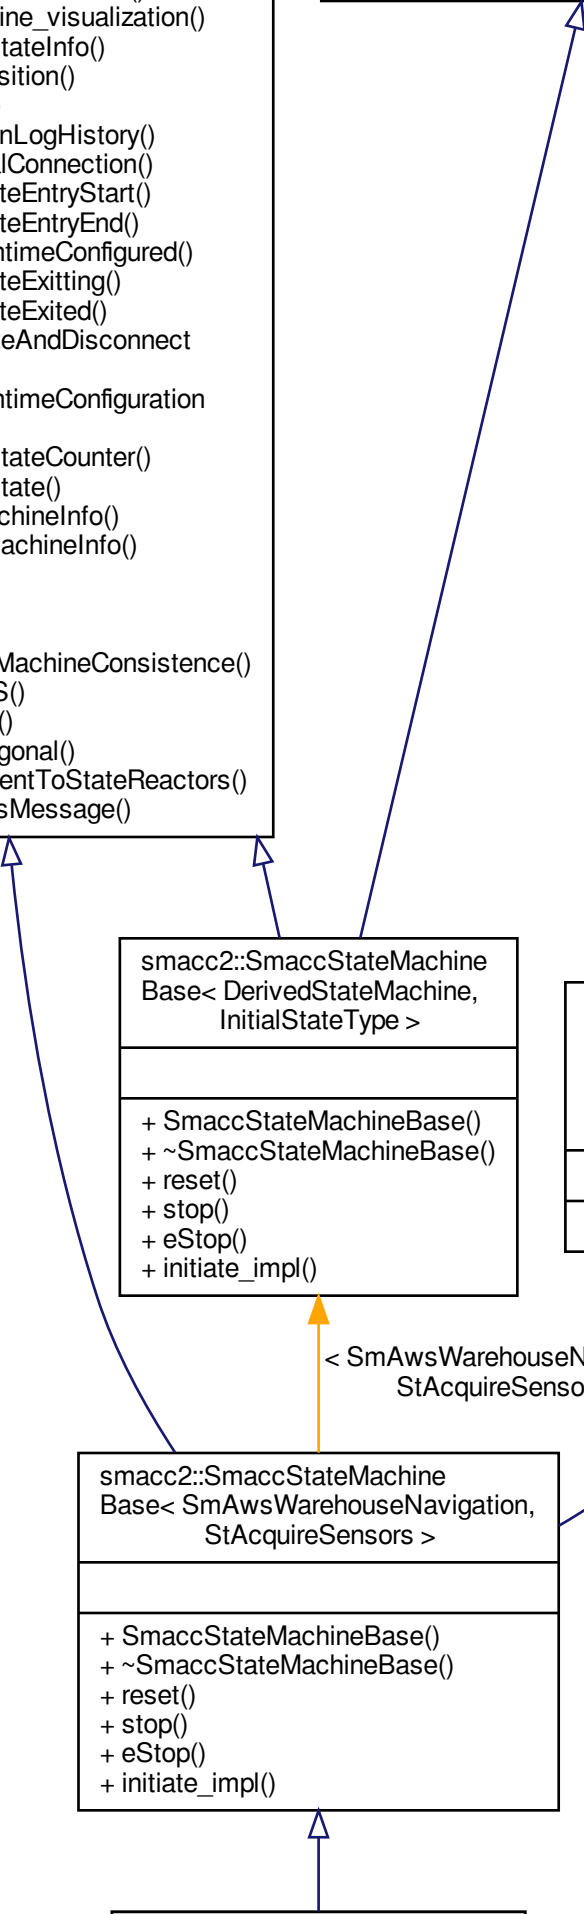 ine_visualization()
tateInfo()
sition()
nLogHistory()
lConnection()
teEntryStart()
teEntryEnd()
ntimeConfigured()
teExitting()
teExited()
eAndDisconnect
ntimeConfiguration
tateCounter()
tate()
chineInfo()
achineInfo()
MachineConsistence()
S()
()
gonal()
entToStateReactors()
sMessage()
smacc2::SmaccStateMachine
Base< DerivedStateMachine,
InitialStateType >
+ SmaccStateMachineBase()
+ ~SmaccStateMachineBase()
+ reset()
+ stop()
+ eStop()
+ initiate_impl()
< SmAwsWarehouseN
StAcquireSenso
smacc2::SmaccStateMachine
Base< SmAwsWarehouseNavigation,
StAcquireSensors >
+ SmaccStateMachineBase()
+ ~SmaccStateMachineBase()
+ reset()
+ stop()
+ eStop()
+ initiate_impl()